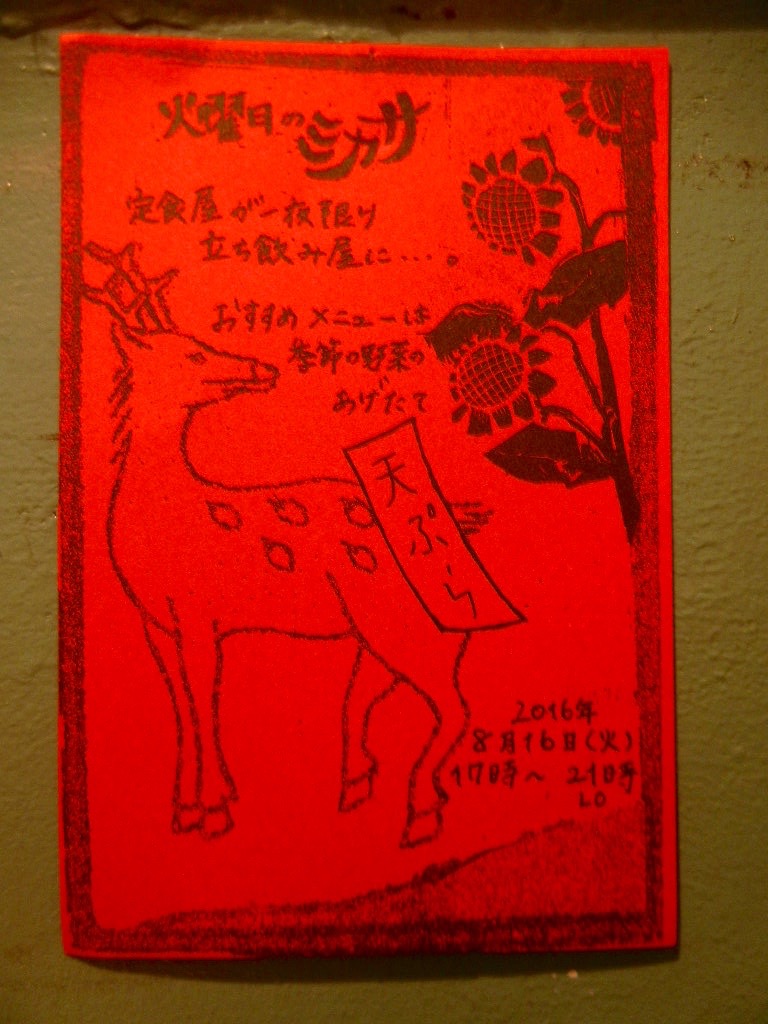 火曜日のミカサ
定食屋が一夜限り
立ち飲み屋に…。
おすすめメニューは
季節の野菜の
あげたて
天ぷら
2016年
8月16日(火)
17時～21時
LO